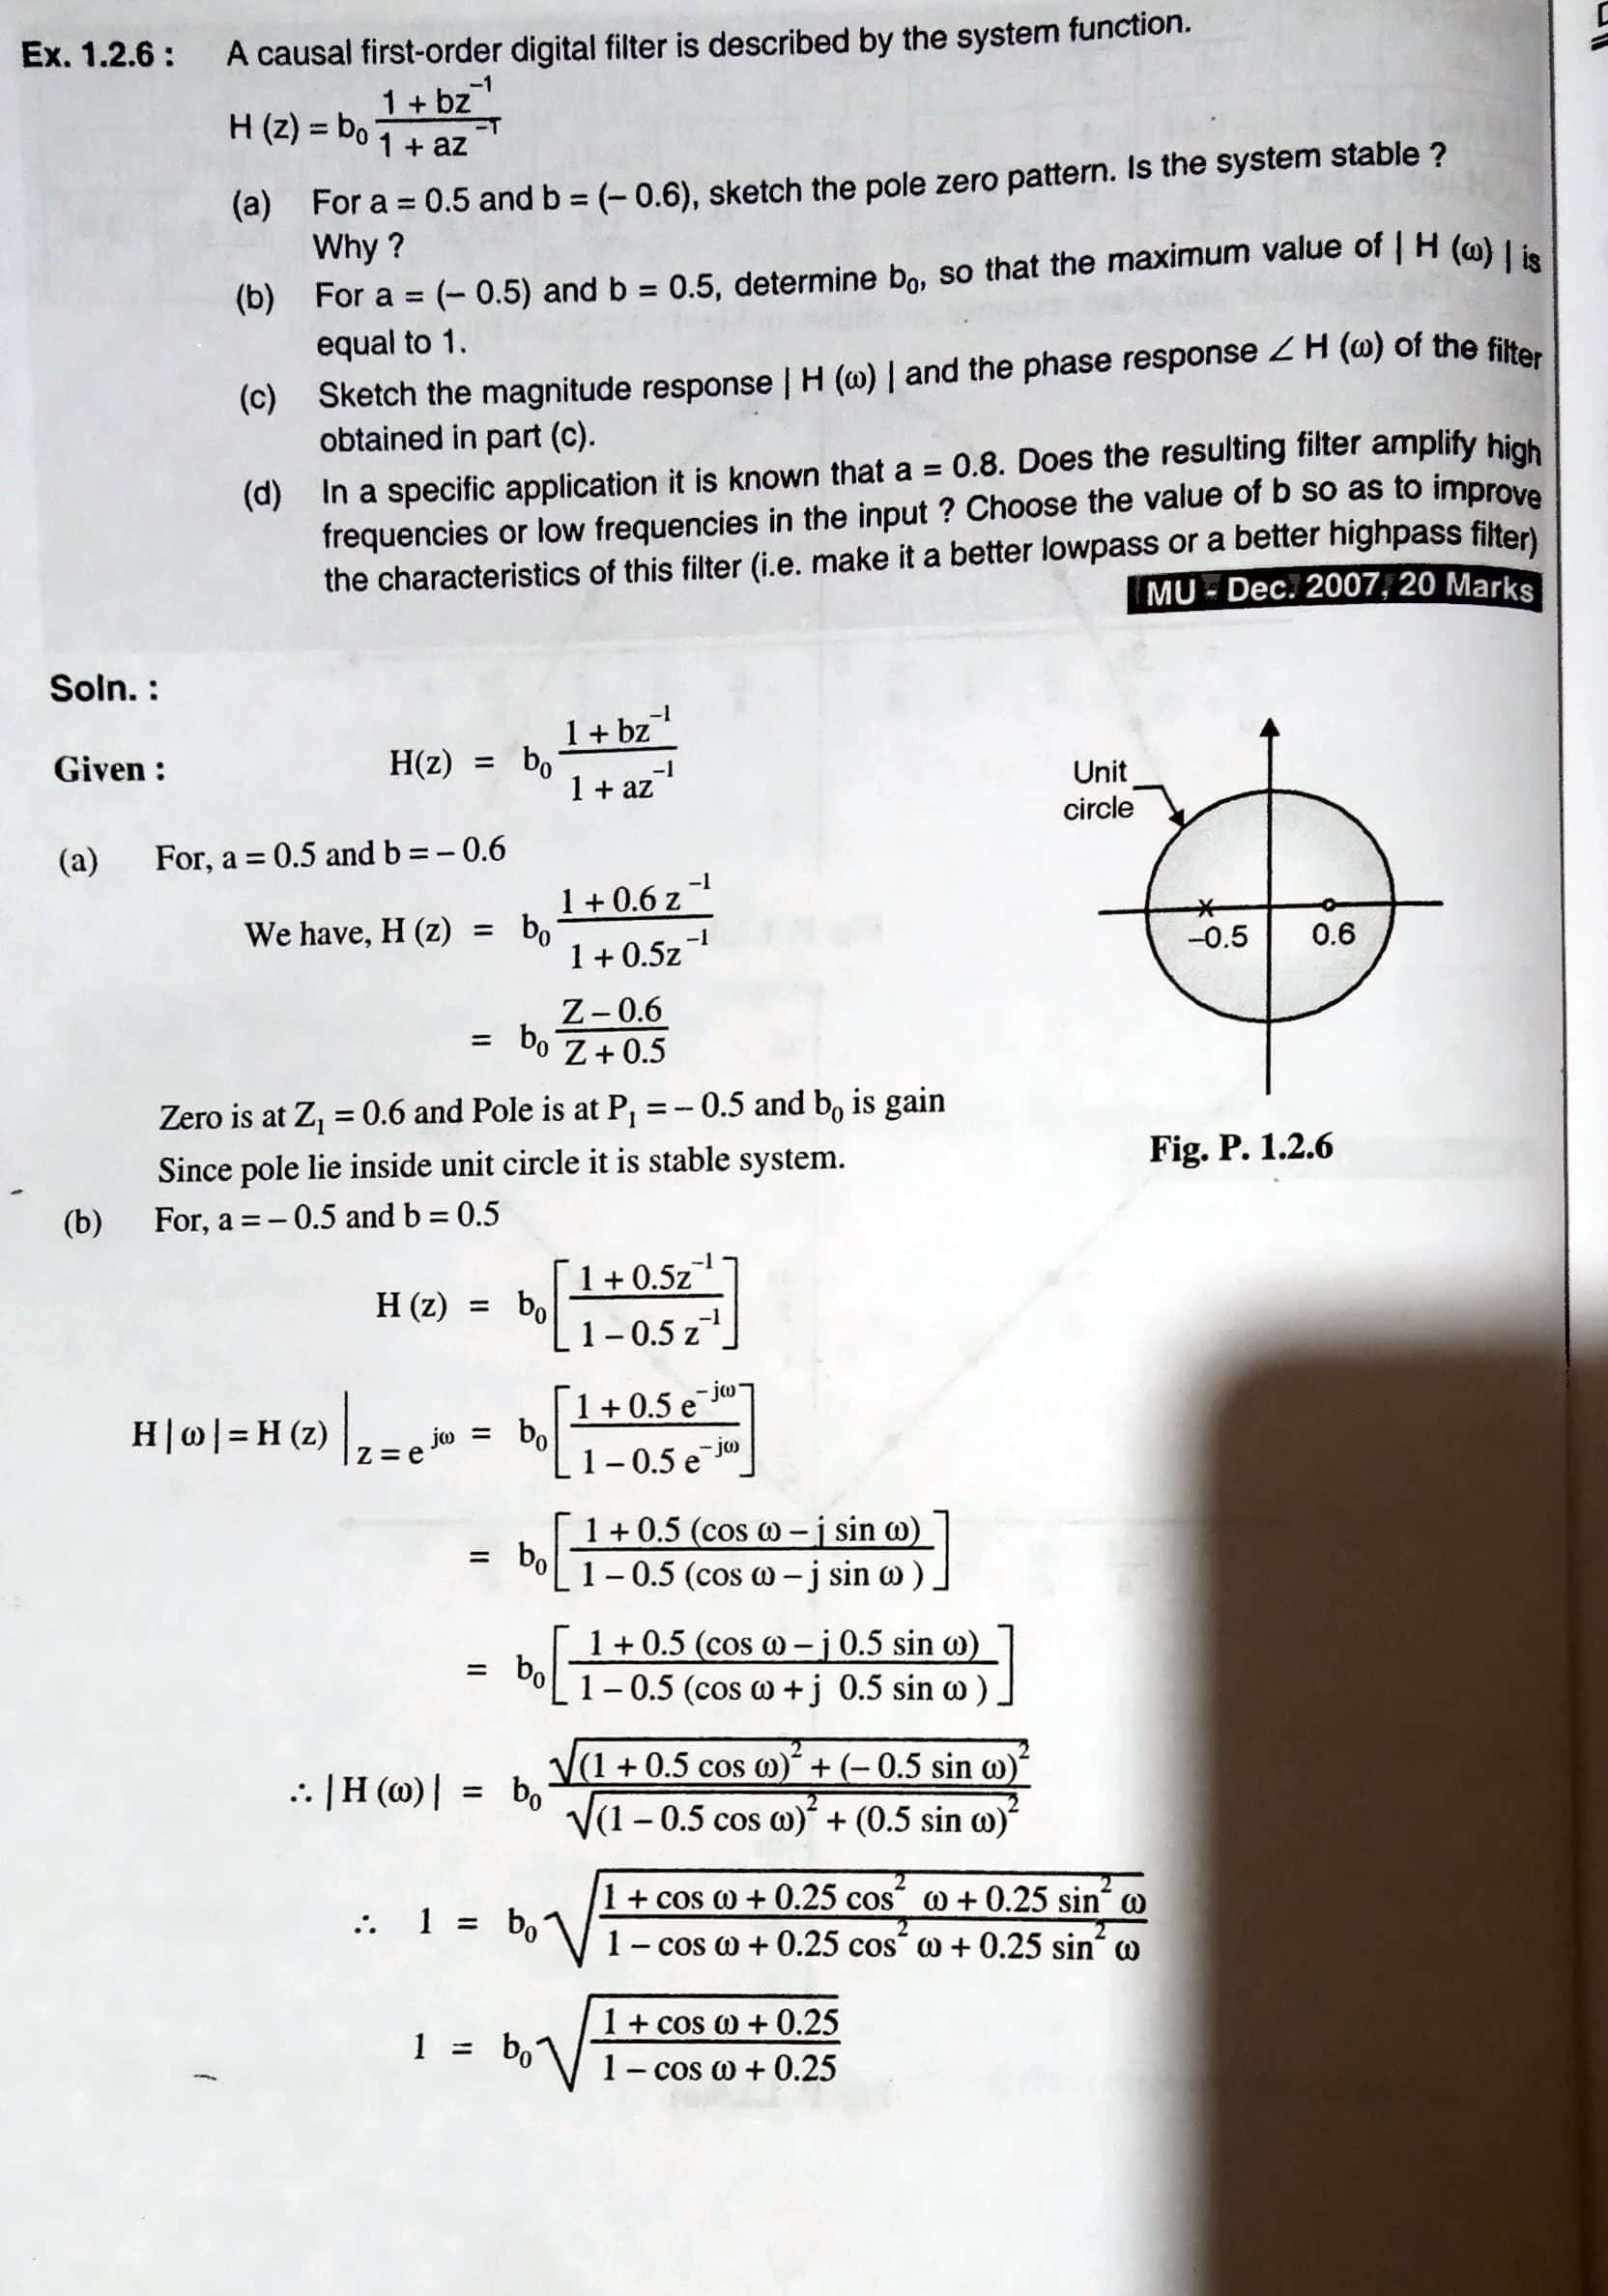 Ex. 1.2.6 : A causal first-order digital filter is described by the system function.
H (z) = b₀ (1 + bz⁻¹)/(1 + az⁻¹)
(a) For a = 0.5 and b = (– 0.6), sketch the pole zero pattern. Is the system stable ?
Why ?
(b) For a = (– 0.5) and b = 0.5, determine b₀, so that the maximum value of | H (ω) | is
equal to 1.
(c) Sketch the magnitude response | H (ω) | and the phase response ∠ H (ω) of the filter
obtained in part (c).
(d) In a specific application it is known that a = 0.8. Does the resulting filter amplify high
frequencies or low frequencies in the input ? Choose the value of b so as to improve
the characteristics of this filter (i.e. make it a better lowpass or a better highpass filter)
MU - Dec. 2007, 20 Marks
Soln. :
Given : H(z) = b₀ (1 + bz⁻¹)/(1 + az⁻¹)
(a) For, a = 0.5 and b = – 0.6
We have, H (z) = b₀ (1 + 0.6 z⁻¹)/(1 + 0.5z⁻¹)
= b₀ (Z – 0.6)/(Z + 0.5)
Zero is at Z₁ = 0.6 and Pole is at P₁ = – 0.5 and b₀ is gain
Since pole lie inside unit circle it is stable system.
Unit
circle
–0.5 0.6
Fig. P. 1.2.6
(b) For, a = – 0.5 and b = 0.5
H (z) = b₀ [(1 + 0.5z⁻¹)/(1 – 0.5 z⁻¹)]
H | ω | = H (z) |z = e^jω = b₀ [(1 + 0.5 e^–jω)/(1 – 0.5 e^–jω)]
= b₀ [(1 + 0.5 (cos ω – j sin ω))/(1 – 0.5 (cos ω – j sin ω ))]
= b₀ [(1 + 0.5 (cos ω – j 0.5 sin ω))/(1 – 0.5 (cos ω + j 0.5 sin ω ))]
∴ | H (ω) | = b₀ √((1 + 0.5 cos ω)² + (– 0.5 sin ω)²)/√((1 – 0.5 cos ω)² + (0.5 sin ω)²)
∴ 1 = b₀ √((1 + cos ω + 0.25 cos² ω + 0.25 sin² ω)/(1 – cos ω + 0.25 cos² ω + 0.25 sin² ω))
1 = b₀ √((1 + cos ω + 0.25)/(1 – cos ω + 0.25))